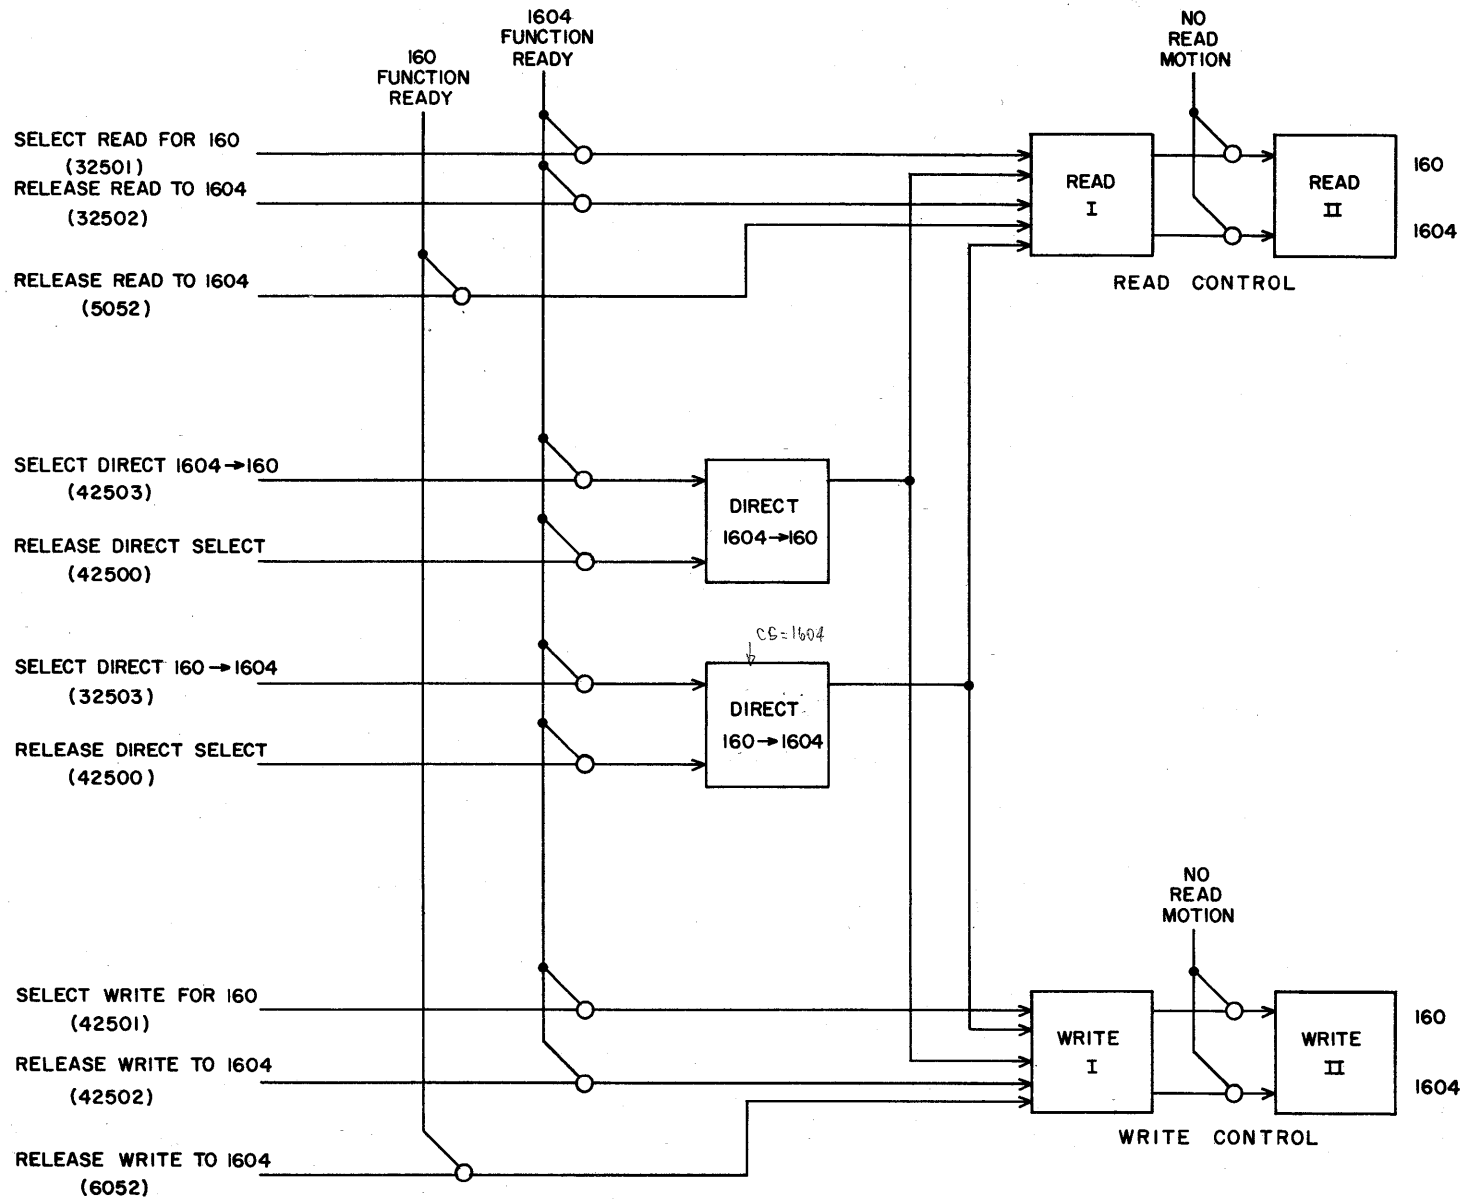 1604
FUNCTION
READY
160
FUNCTION
READY
NO
READ
MOTION
SELECT READ FOR 160
(32501)
RELEASE READ TO 1604
(32502)
RELEASE READ TO 1604
(5052)
READ
I
READ
II
160
1604
READ CONTROL
SELECT DIRECT 1604→160
(42503)
RELEASE DIRECT SELECT
(42500)
DIRECT
1604→160
SELECT DIRECT 160→1604
(32503)
RELEASE DIRECT SELECT
(42500)
DIRECT
160→1604
NO
READ
MOTION
SELECT WRITE FOR 160
(42501)
RELEASE WRITE TO 1604
(42502)
RELEASE WRITE TO 1604
(6052)
WRITE
I
WRITE
II
160
1604
WRITE CONTROL